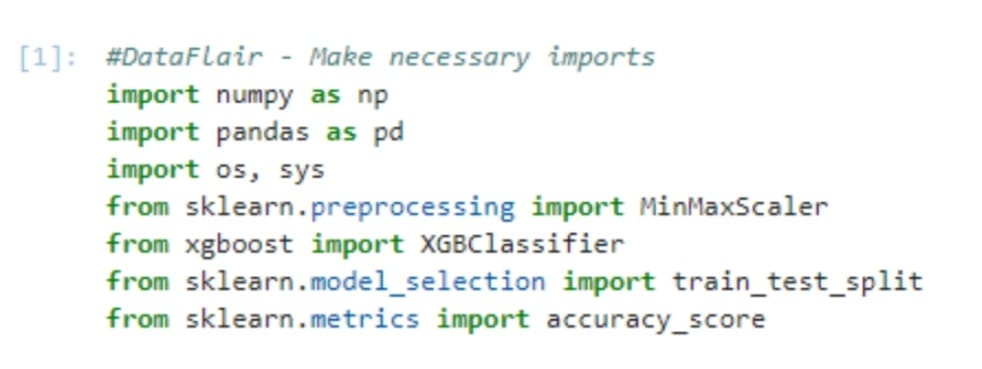 [1]: #DataFlair - Make necessary imports
import numpy as np
import pandas as pd
import os, sys
from sklearn.preprocessing import MinMaxScaler
from xgboost import XGBClassifier
from sklearn.model_selection import train_test_split
from sklearn.metrics import accuracy_score